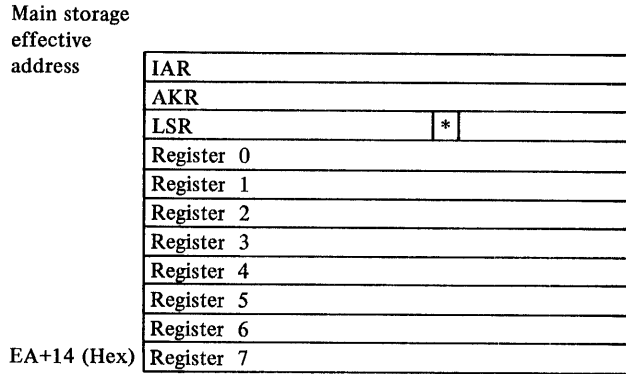 Main storage
effective
address
IAR
AKR
LSR *
Register 0
Register 1
Register 2
Register 3
Register 4
Register 5
Register 6
EA+14 (Hex) Register 7